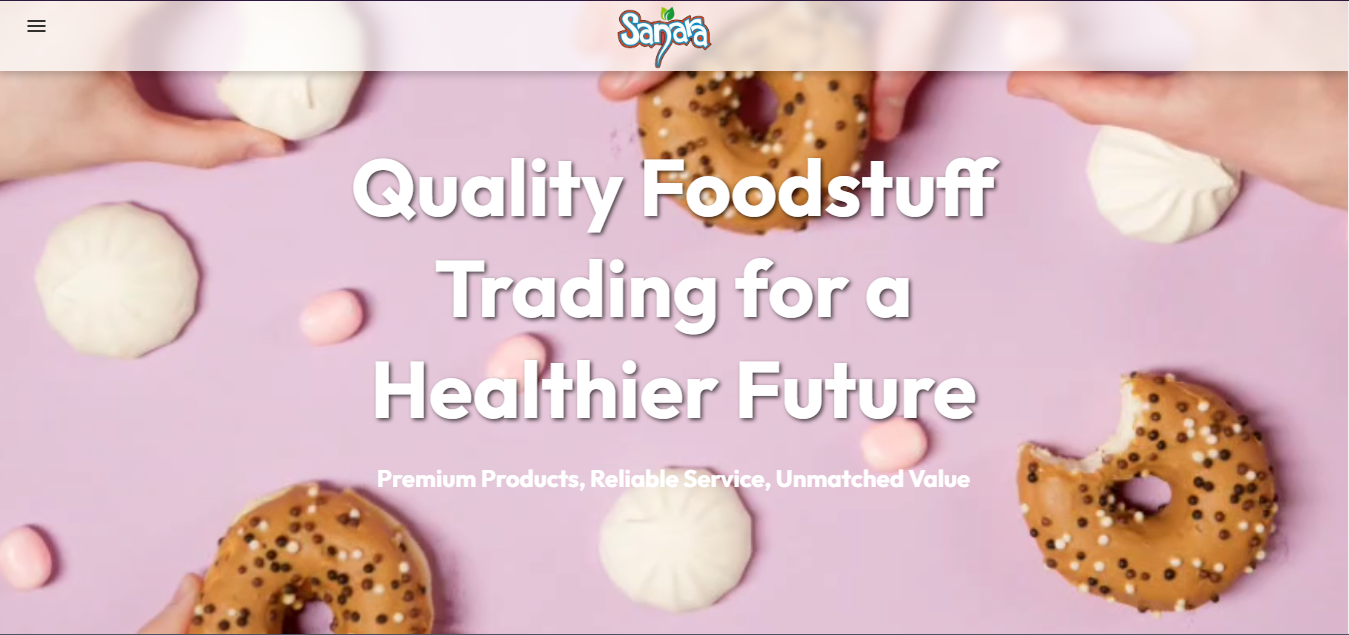 Sanara
Quality Foodstuff
Trading for a
Healthier Future
Premium Products, Reliable Service, Unmatched Value